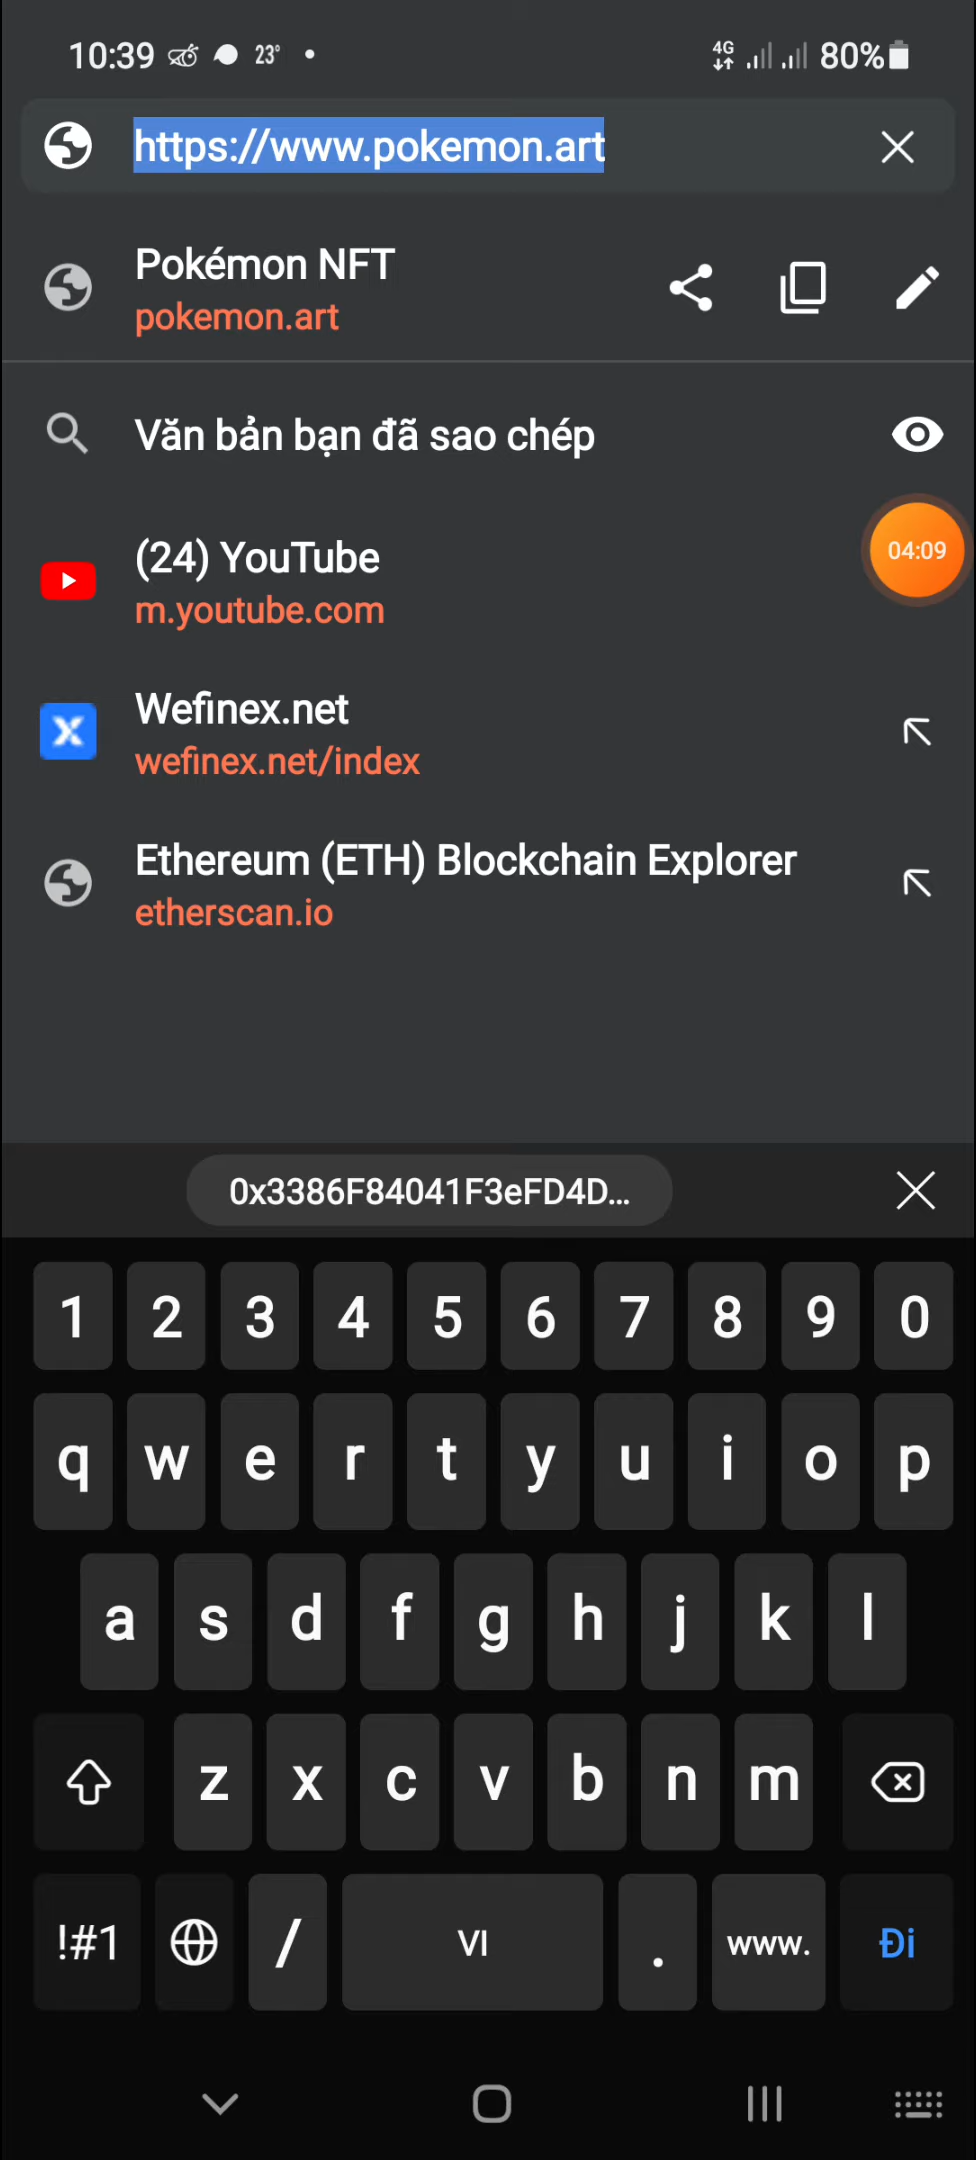 10:39 23° 4G 80%
https://www.pokemon.art
Pokémon NFT
pokemon.art
Văn bản bạn đã sao chép
04:09
(24) YouTube
m.youtube.com
Wefinex.net
wefinex.net/index
Ethereum (ETH) Blockchain Explorer
etherscan.io
0x3386F84041F3eFD4D...
1 2 3 4 5 6 7 8 9 0
q w e r t y u i o p
a s d f g h j k l
z x c v b n m
!#1 / VI . www. Đi